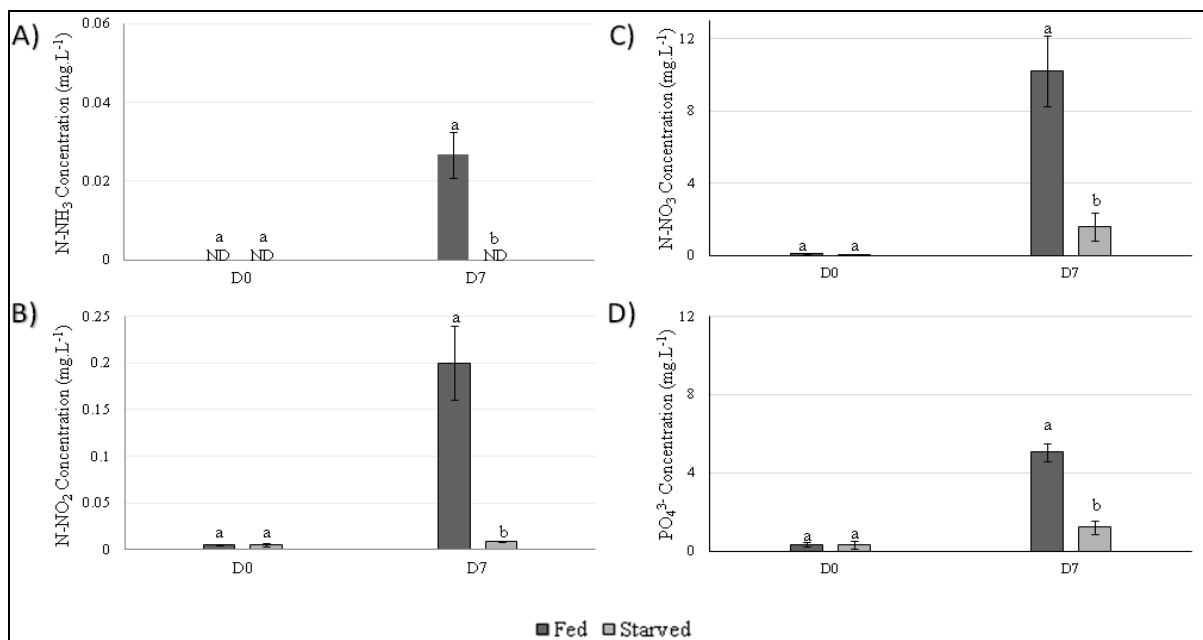 A)
N-NH₃ Concentration (mg.L⁻¹)
0.06
0.04
0.02
0
a a
ND ND
a
b
ND
D0 D7
B)
N-NO₂ Concentration (mg.L⁻¹)
0.25
0.2
0.15
0.1
0.05
0
a a
a
b
D0 D7
C)
N-NO₃ Concentration (mg.L⁻¹)
12
8
4
0
a a
a
b
D0 D7
D)
PO₄³⁻ Concentration (mg.L⁻¹)
12
8
4
0
a a
a
b
D0 D7
Fed Starved